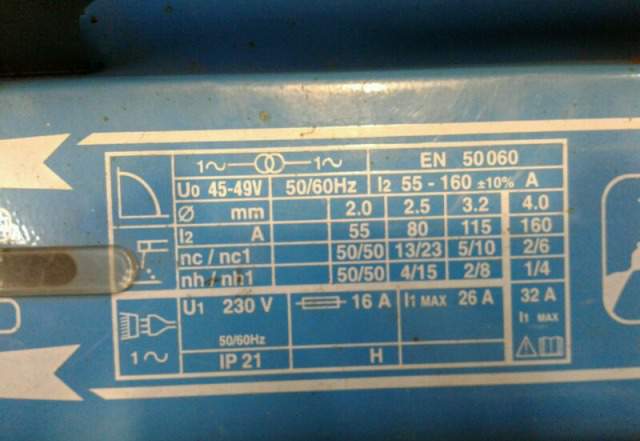 1~ 1~ EN 50060
U0 45-49V 50/60Hz I2 55 - 160 ±10% A
Ø mm 2.0 2.5 3.2 4.0
I2 A 55 80 115 160
nc / nc1 50/50 13/23 5/10 2/6
nh / nh1 50/50 4/15 2/8 1/4
U1 230 V 16 A I1 MAX 26 A 32 A
50/60Hz I1 MAX
1~ IP 21 H